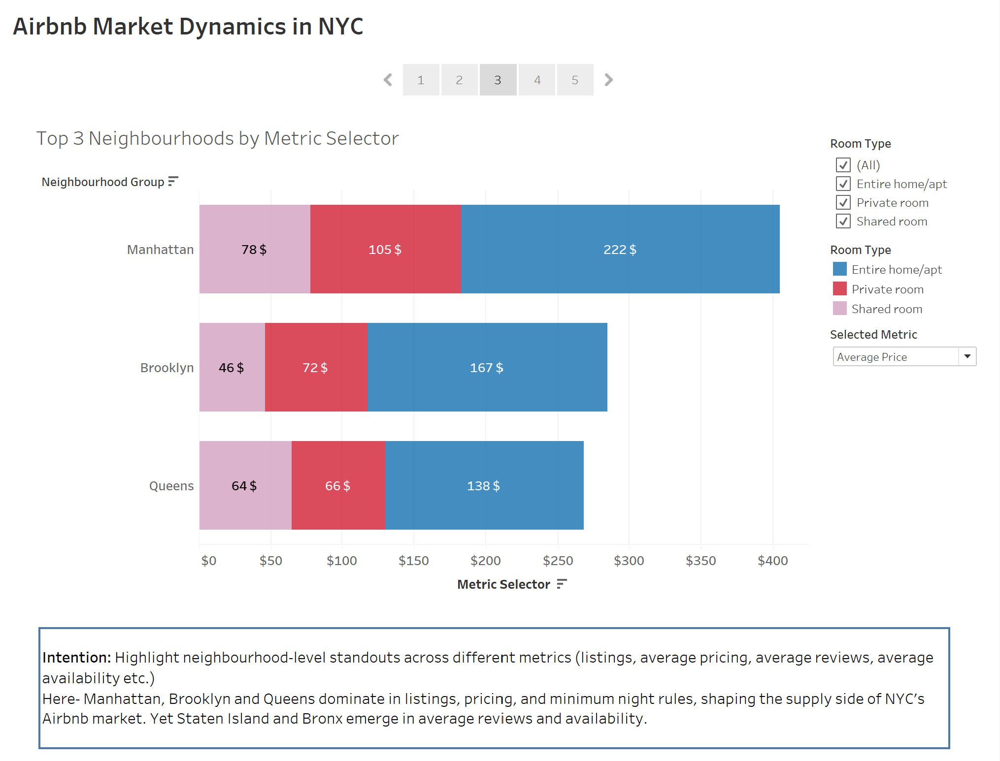 Airbnb Market Dynamics in NYC
1 2 3 4 5
Top 3 Neighbourhoods by Metric Selector
Neighbourhood Group
Manhattan 78 $ 105 $ 222 $
Brooklyn 46 $ 72 $ 167 $
Queens 64 $ 66 $ 138 $
$0 $50 $100 $150 $200 $250 $300 $350 $400
Metric Selector
Room Type
(All)
Entire home/apt
Private room
Shared room
Room Type
Entire home/apt
Private room
Shared room
Selected Metric
Average Price
Intention: Highlight neighbourhood-level standouts across different metrics (listings, average pricing, average reviews, average
availability etc.)
Here- Manhattan, Brooklyn and Queens dominate in listings, pricing, and minimum night rules, shaping the supply side of NYC’s
Airbnb market. Yet Staten Island and Bronx emerge in average reviews and availability.